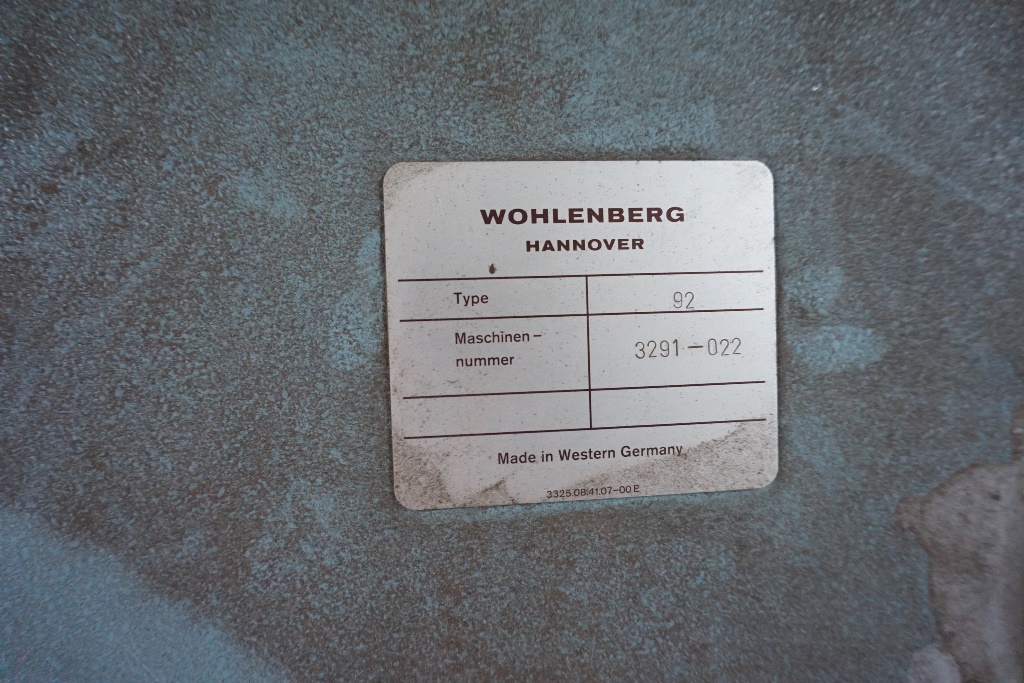 WOHLENBERG
HANNOVER
Type 92
Maschinen-
nummer 3291-022
Made in Western Germany
3325.08.41.07-00 E